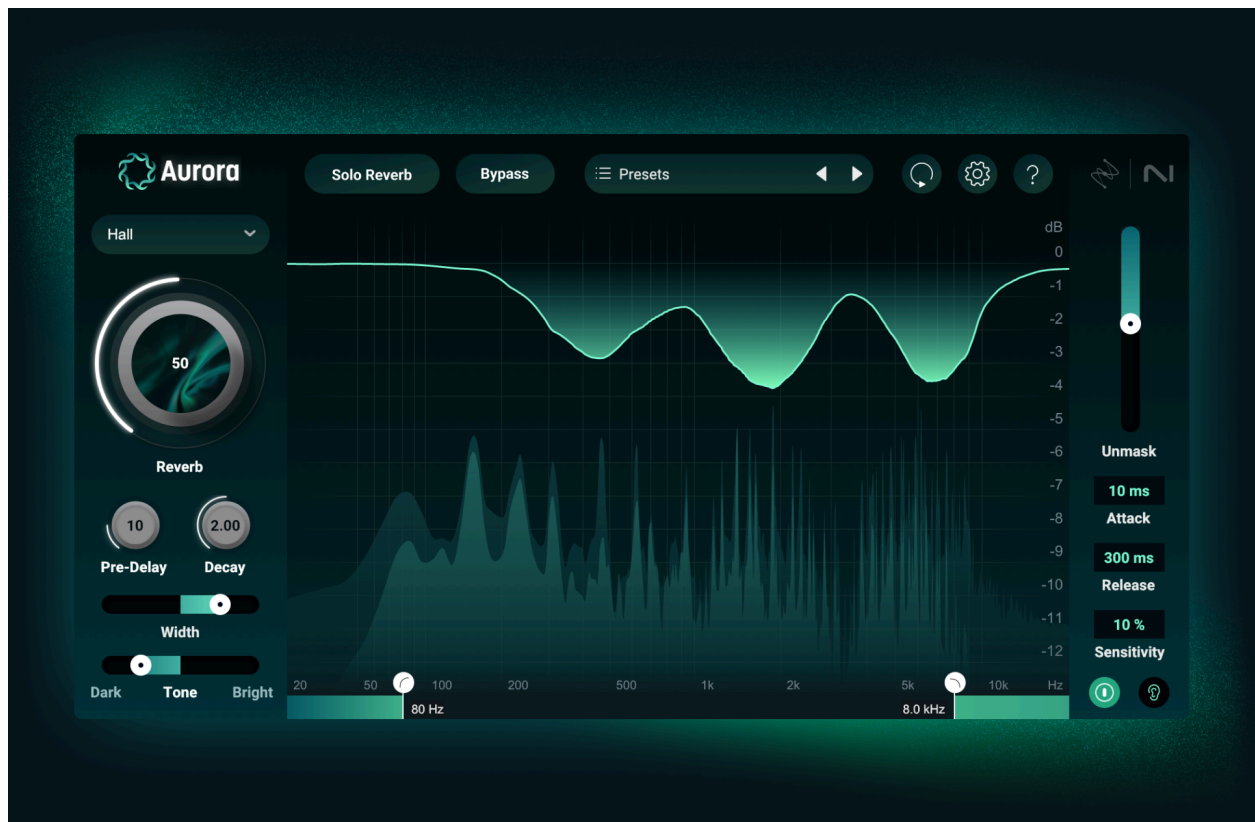 Aurora
Solo Reverb
Bypass
Presets
?
Hall
50
Reverb
10
2.00
Pre-Delay
Decay
Width
Dark
Tone
Bright
dB
0
-1
-2
-3
-4
-5
-6
-7
-8
-9
-10
-11
-12
20
50
100
200
500
1k
2k
5k
10k
Hz
80 Hz
8.0 kHz
Unmask
10 ms
Attack
300 ms
Release
10 %
Sensitivity